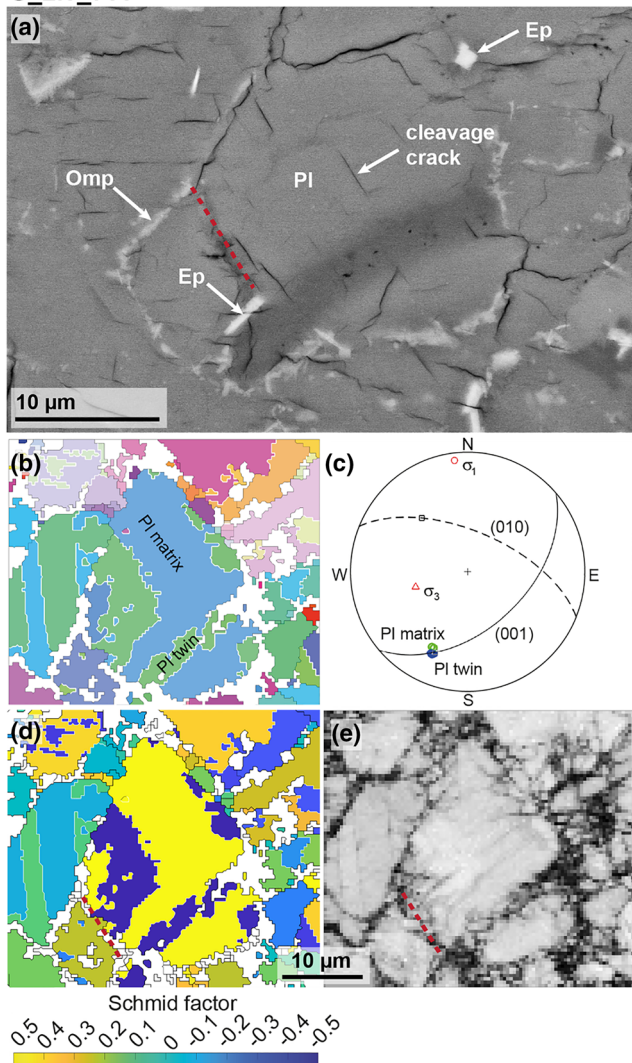 (a)
Ep
cleavage
crack
Omp
Pl
Ep
10 µm
(b)
Pl matrix
Pl twin
(c)
N
σ1
(010)
W
E
σ3
Pl matrix
(001)
Pl twin
S
(d)
(e)
10 µm
Schmid factor
0.5 0.4 0.3 0.2 0.1 0 -0.1 -0.2 -0.3 -0.4 -0.5